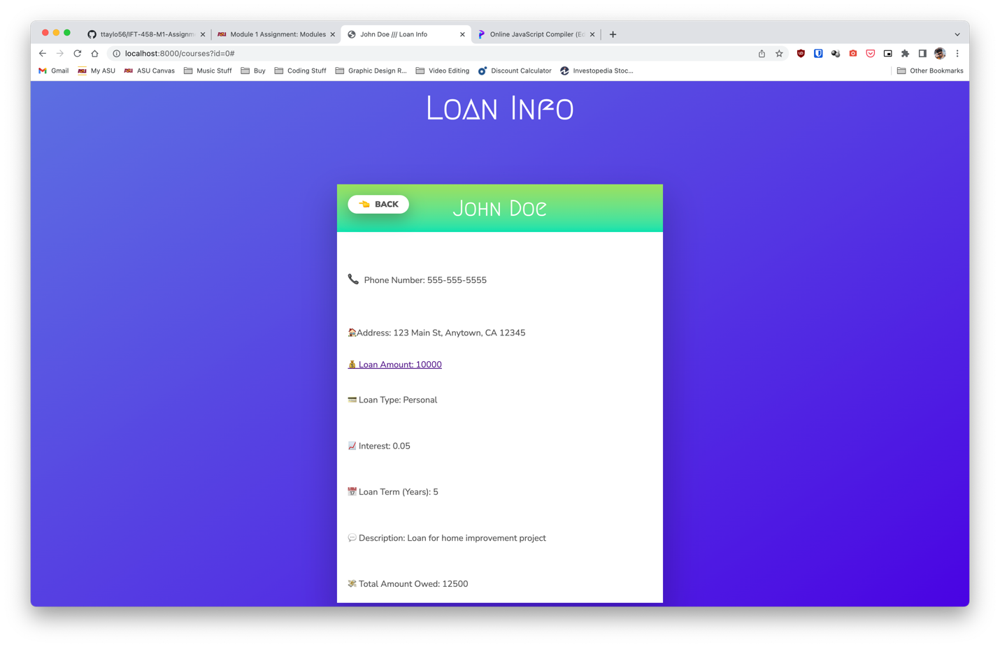 ttaylo56/IFT-458-M1-Assignm
Module 1 Assignment: Modules
John Doe /// Loan Info
Online JavaScript Compiler (Ed
localhost:8000/courses?id=0#
Gmail
My ASU
ASU Canvas
Music Stuff
Buy
Coding Stuff
Graphic Design R...
Video Editing
Discount Calculator
Investopedia Stoc...
Other Bookmarks
Loan Info
BACK
John Doe
Phone Number: 555-555-5555
Address: 123 Main St, Anytown, CA 12345
Loan Amount: 10000
Loan Type: Personal
Interest: 0.05
Loan Term (Years): 5
Description: Loan for home improvement project
Total Amount Owed: 12500